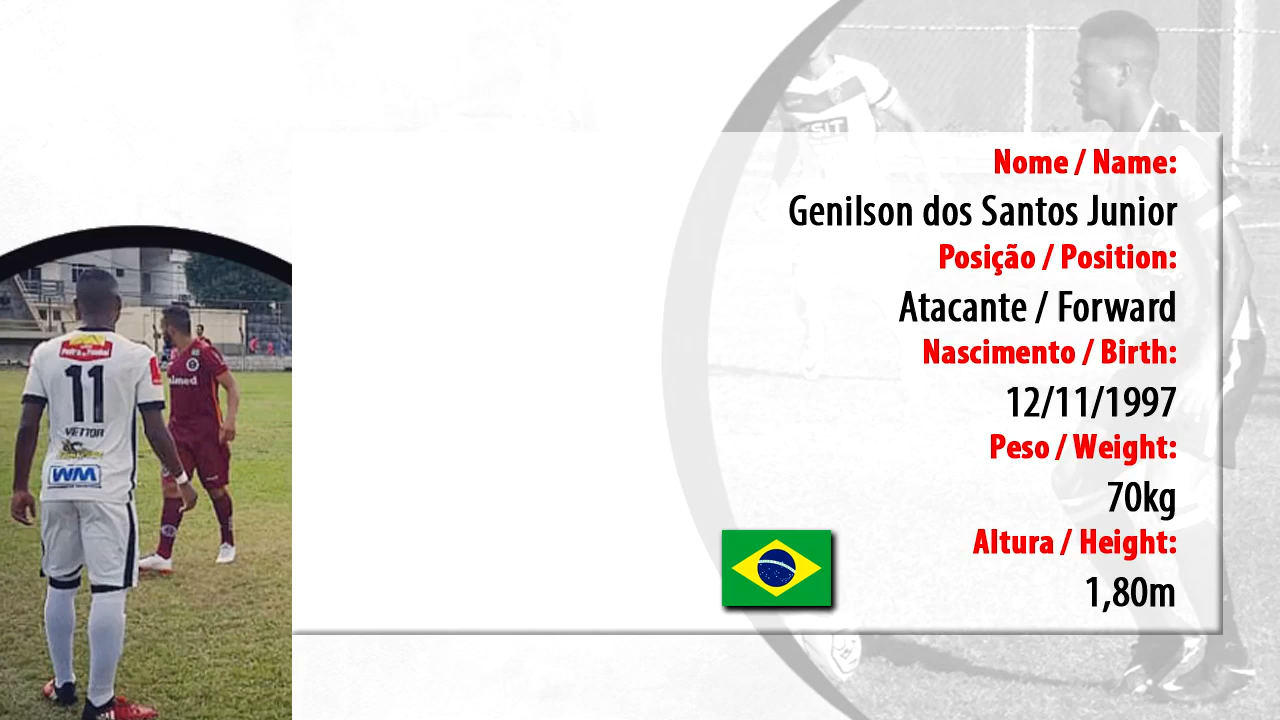 Nome / Name:
Genilson dos Santos Junior
Posição / Position:
Atacante / Forward
Nascimento / Birth:
12/11/1997
Peso / Weight:
70kg
Altura / Height:
1,80m
11
VETTOR
WM